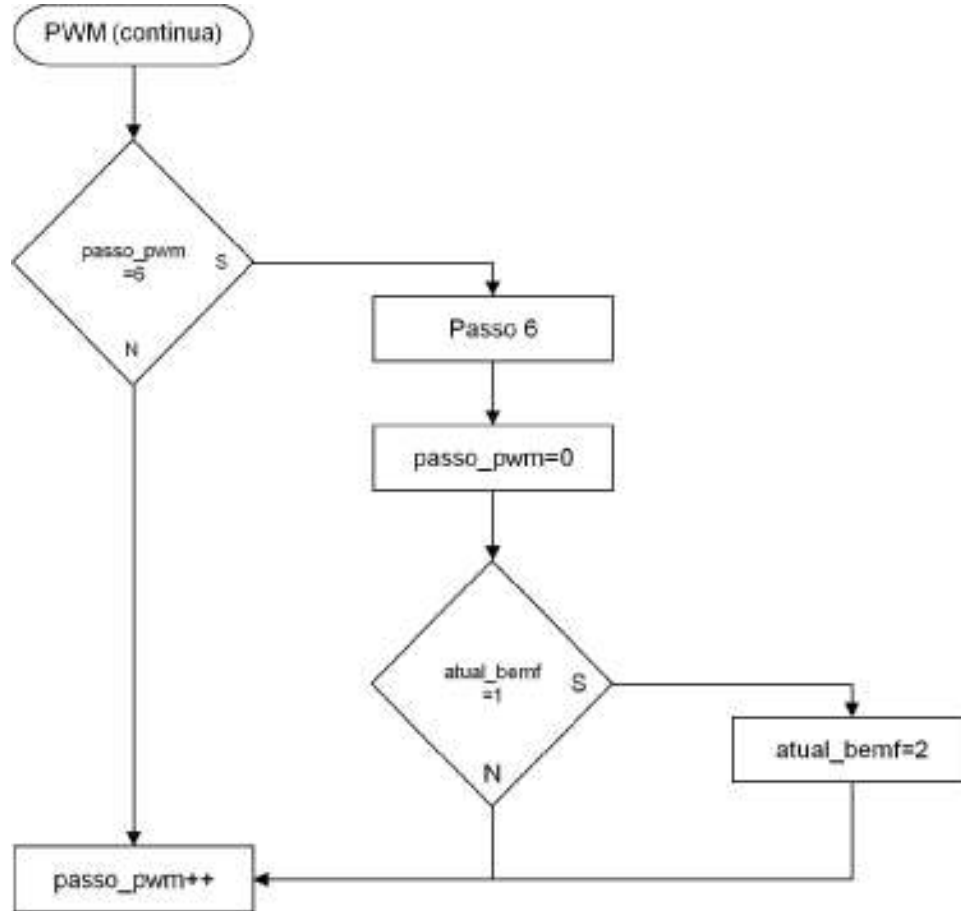 PWM (continua)
passo_pwm
=6
S
N
Passo 6
passo_pwm=0
atual_bemf
=1
S
N
atual_bemf=2
passo_pwm++